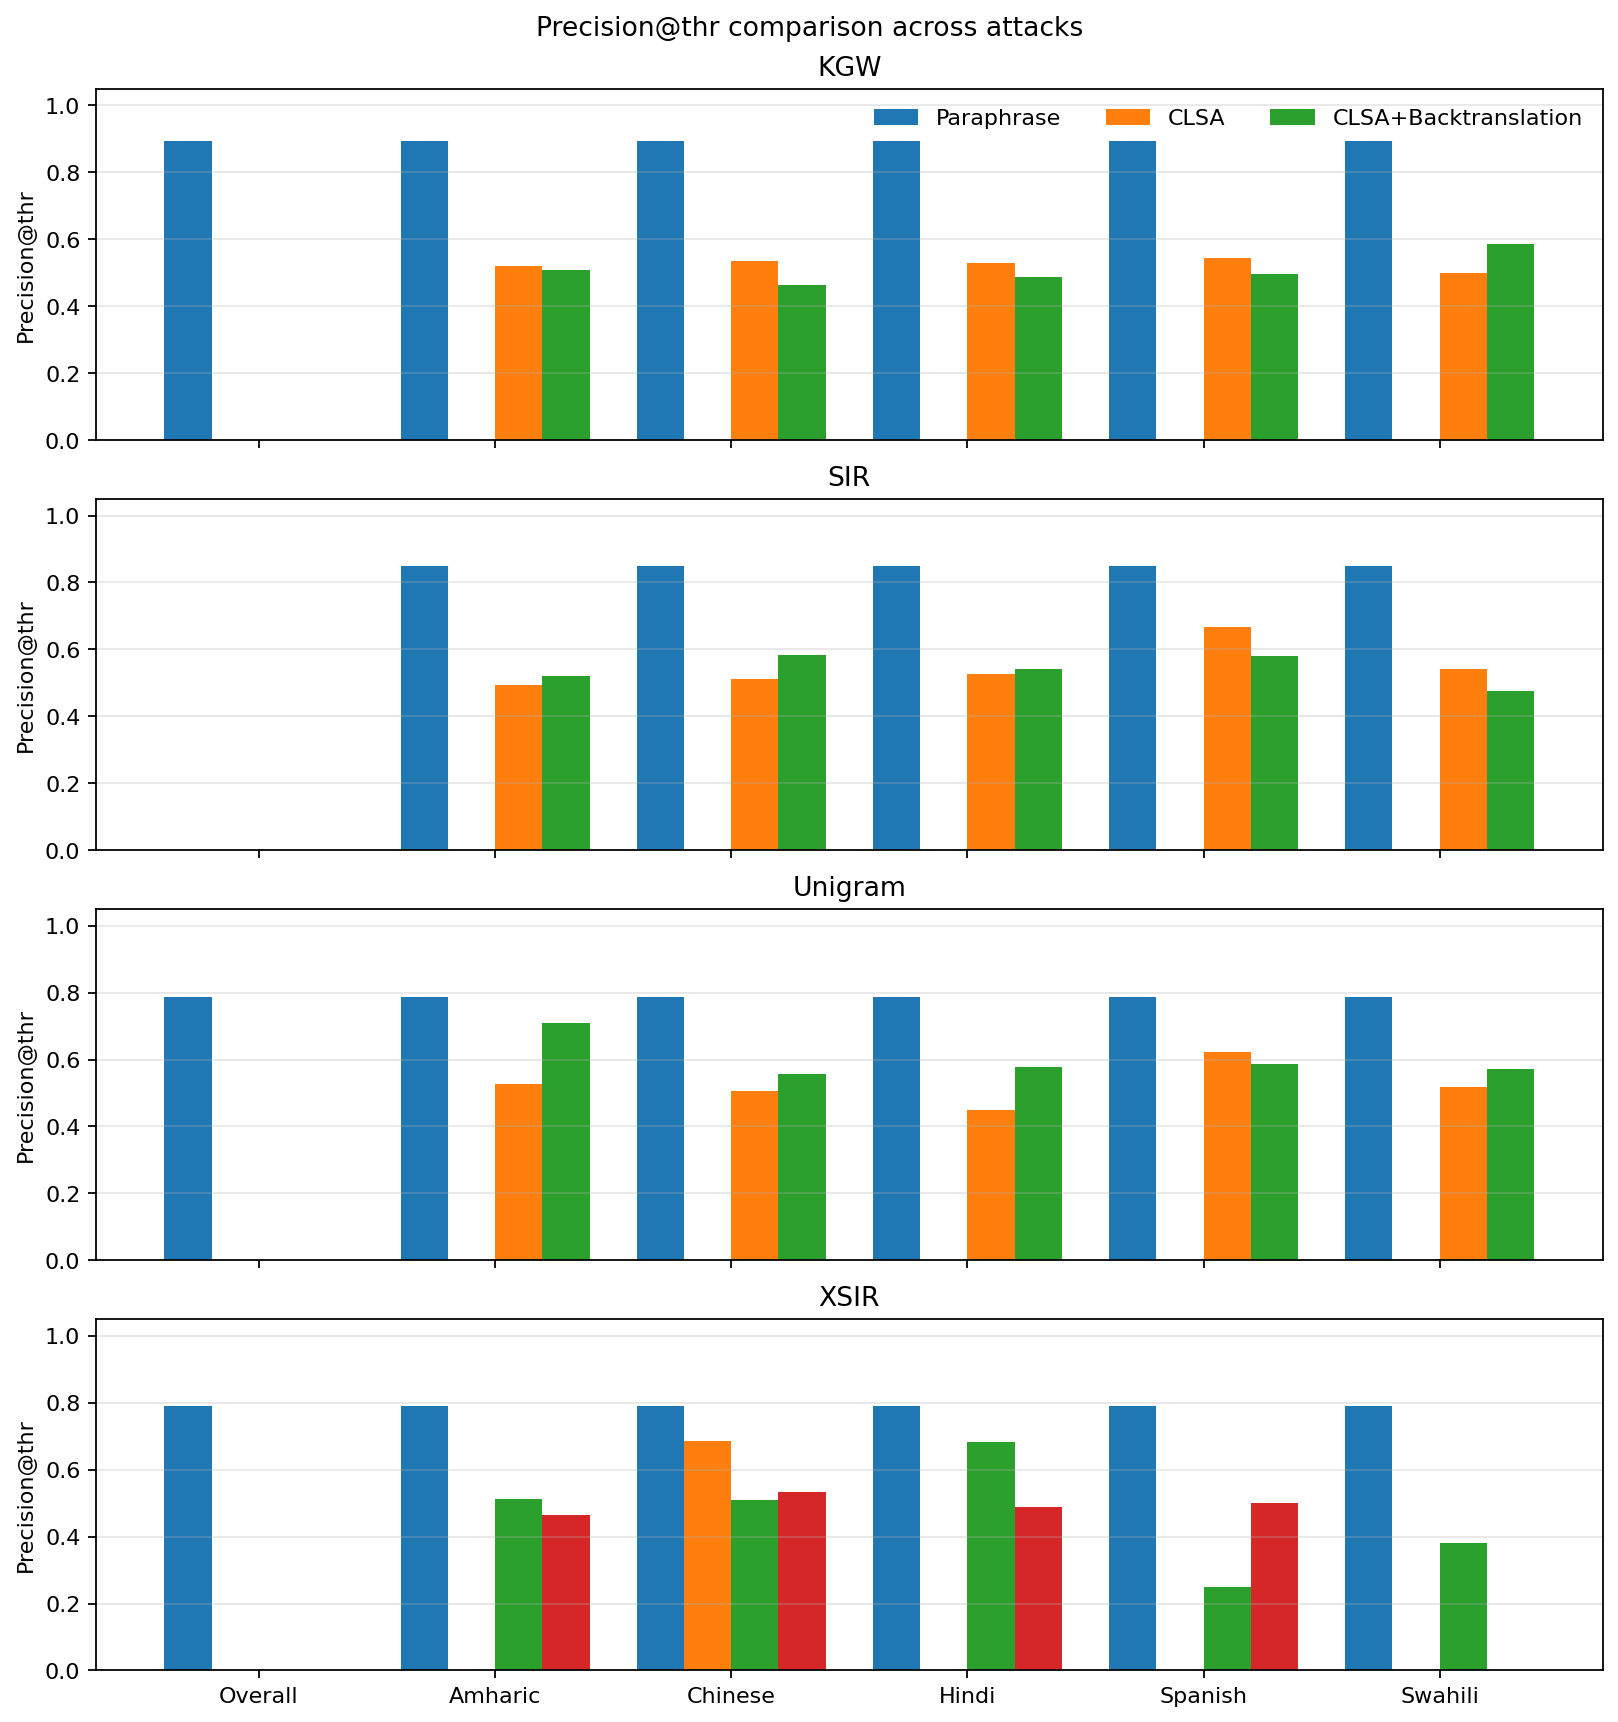 Precision@thr comparison across attacks
KGW
Paraphrase CLSA CLSA+Backtranslation
Precision@thr
1.0
0.8
0.6
0.4
0.2
0.0
SIR
Precision@thr
1.0
0.8
0.6
0.4
0.2
0.0
Unigram
Precision@thr
1.0
0.8
0.6
0.4
0.2
0.0
XSIR
Precision@thr
1.0
0.8
0.6
0.4
0.2
0.0
Overall Amharic Chinese Hindi Spanish Swahili